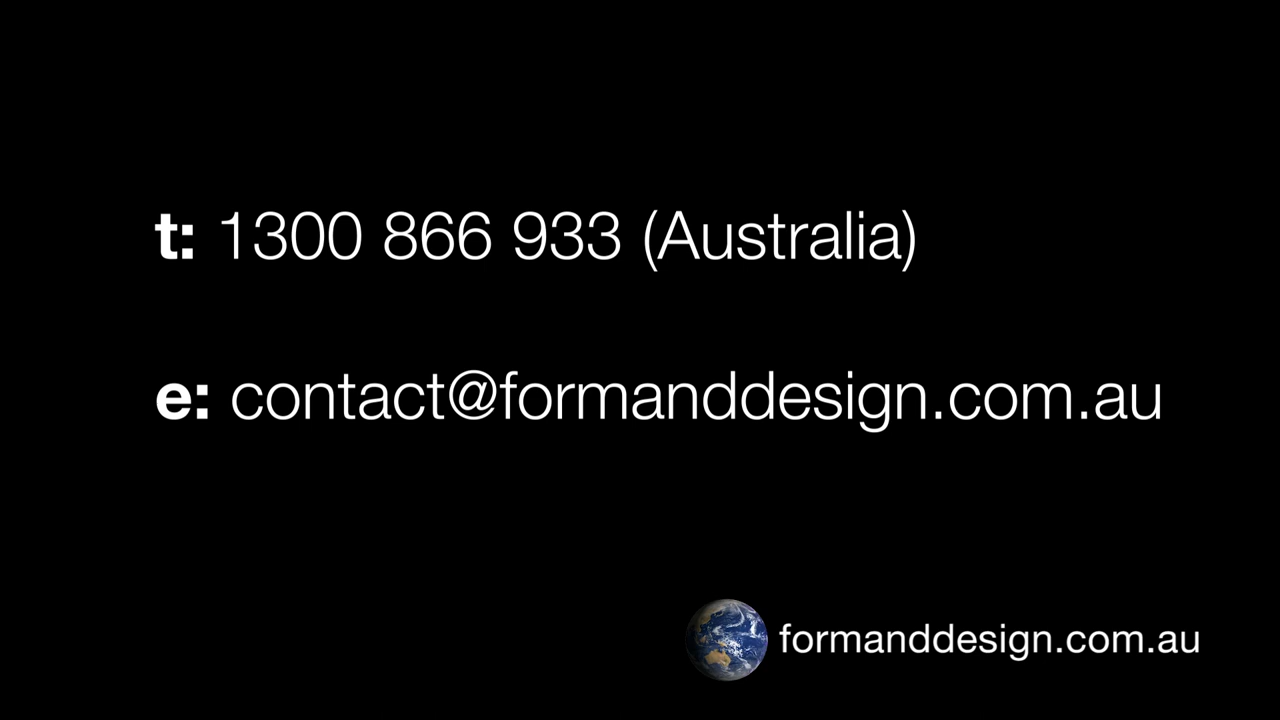 t: 1300 866 933 (Australia)
e: contact@formanddesign.com.au
formanddesign.com.au